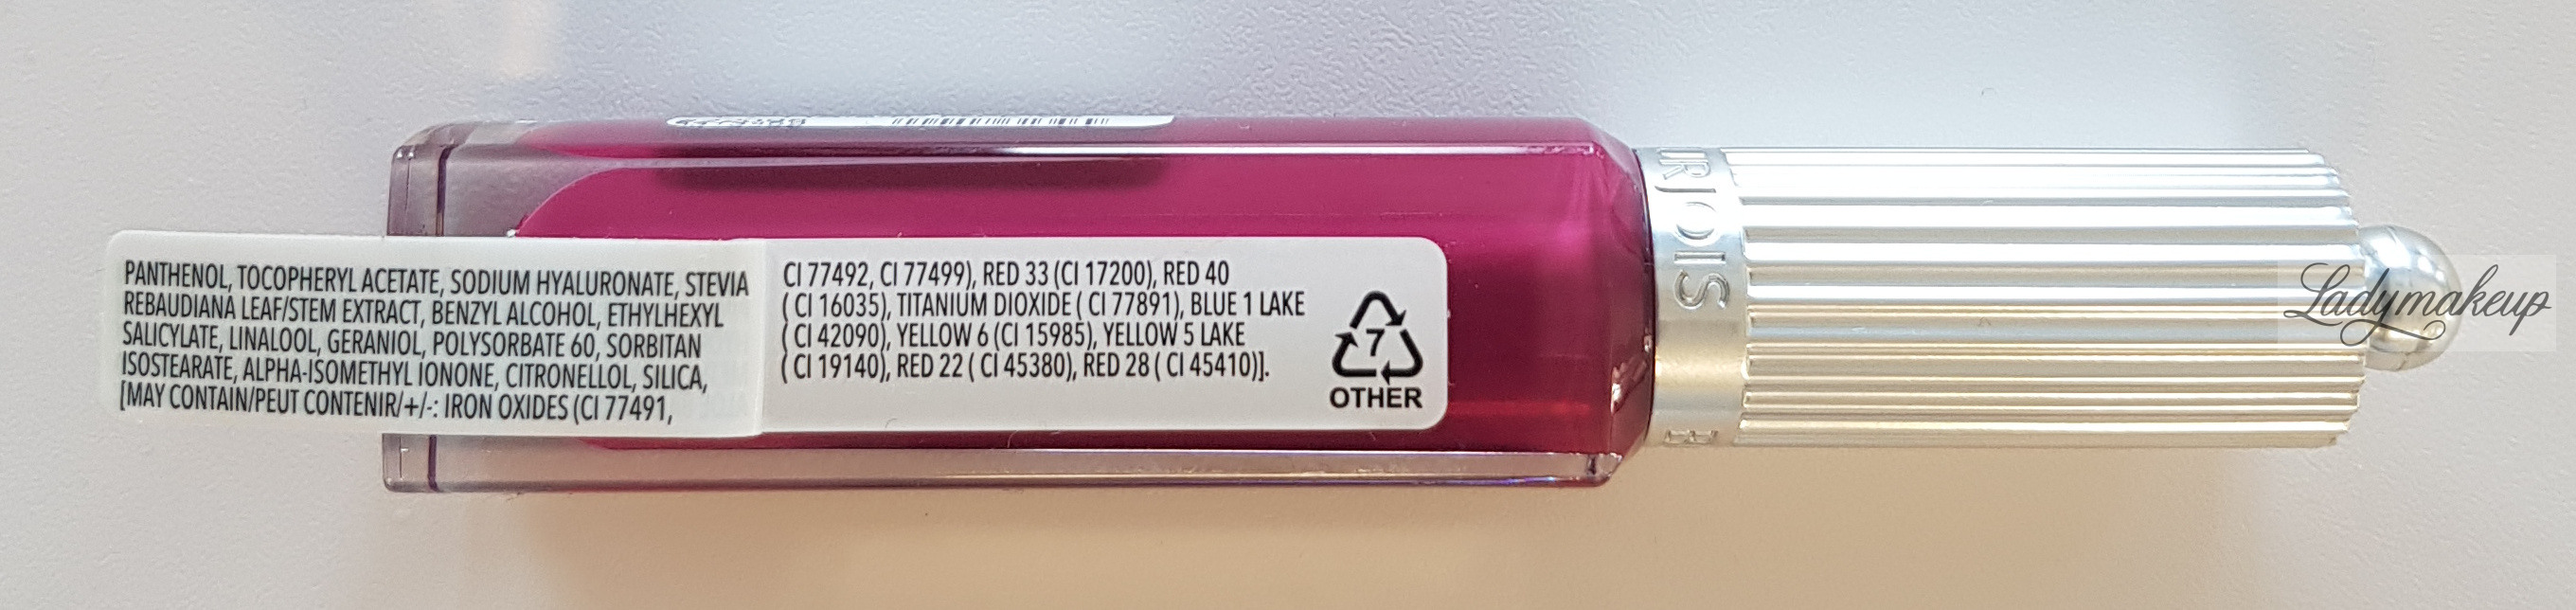 PANTHENOL, TOCOPHERYL ACETATE, SODIUM HYALURONATE, STEVIA
REBAUDIANA LEAF/STEM EXTRACT, BENZYL ALCOHOL, ETHYLHEXYL
SALICYLATE, LINALOOL, GERANIOL, POLYSORBATE 60, SORBITAN
ISOSTEARATE, ALPHA-ISOMETHYL IONONE, CITRONELLOL, SILICA,
[MAY CONTAIN/PEUT CONTENIR/+/-: IRON OXIDES (CI 77491,
CI 77492, CI 77499), RED 33 (CI 17200), RED 40
( CI 16035), TITANIUM DIOXIDE ( CI 77891), BLUE 1 LAKE
( CI 42090), YELLOW 6 (CI 15985), YELLOW 5 LAKE
( CI 19140), RED 22 ( CI 45380), RED 28 ( CI 45410)].
7
OTHER
URJOIS
B
Ladymakeup